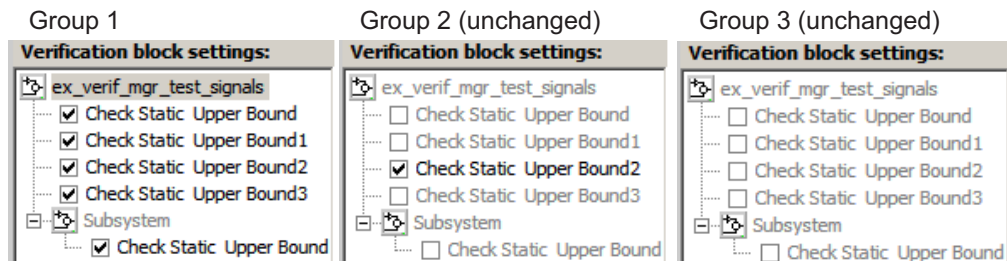 Group 1
Verification block settings:
ex_verif_mgr_test_signals
Check Static Upper Bound
Check Static Upper Bound1
Check Static Upper Bound2
Check Static Upper Bound3
Subsystem
Check Static Upper Bound
Group 2 (unchanged)
Verification block settings:
ex_verif_mgr_test_signals
Check Static Upper Bound
Check Static Upper Bound1
Check Static Upper Bound2
Check Static Upper Bound3
Subsystem
Check Static Upper Bound
Group 3 (unchanged)
Verification block settings:
ex_verif_mgr_test_signals
Check Static Upper Bound
Check Static Upper Bound1
Check Static Upper Bound2
Check Static Upper Bound3
Subsystem
Check Static Upper Bound